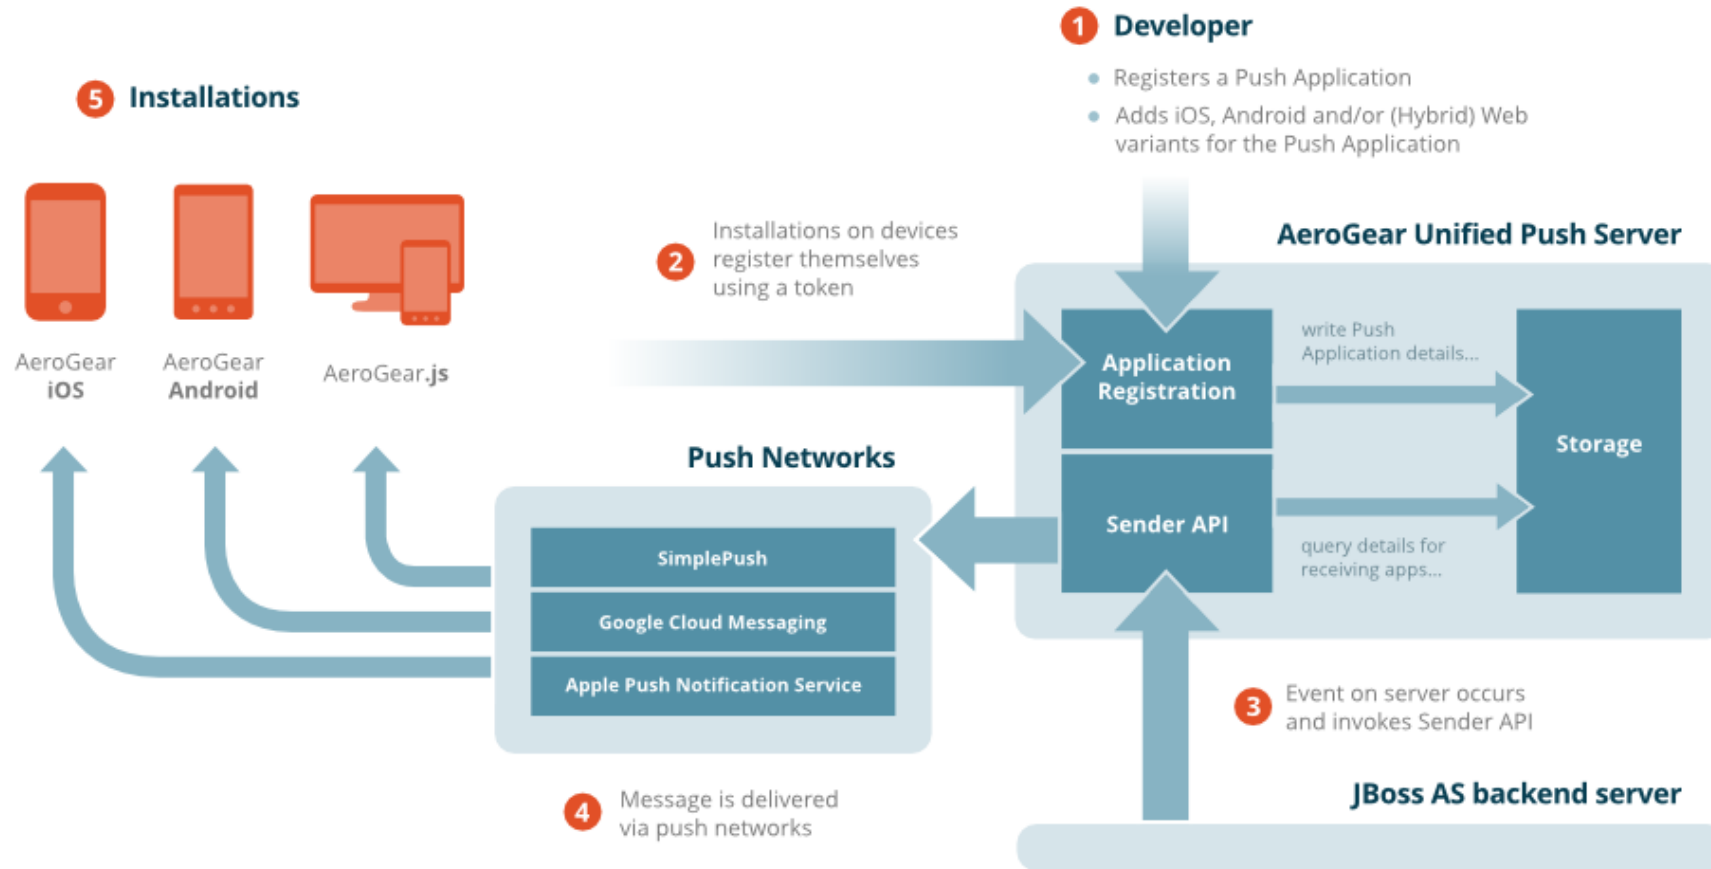 1 Developer
Registers a Push Application
Adds iOS, Android and/or (Hybrid) Web
variants for the Push Application
5 Installations
AeroGear
iOS
AeroGear
Android
AeroGear.js
2
Installations on devices
register themselves
using a token
AeroGear Unified Push Server
Application
Registration
write Push
Application details...
Storage
Sender API
query details for
receiving apps...
Push Networks
SimplePush
Google Cloud Messaging
Apple Push Notification Service
3
Event on server occurs
and invokes Sender API
4
Message is delivered
via push networks
JBoss AS backend server